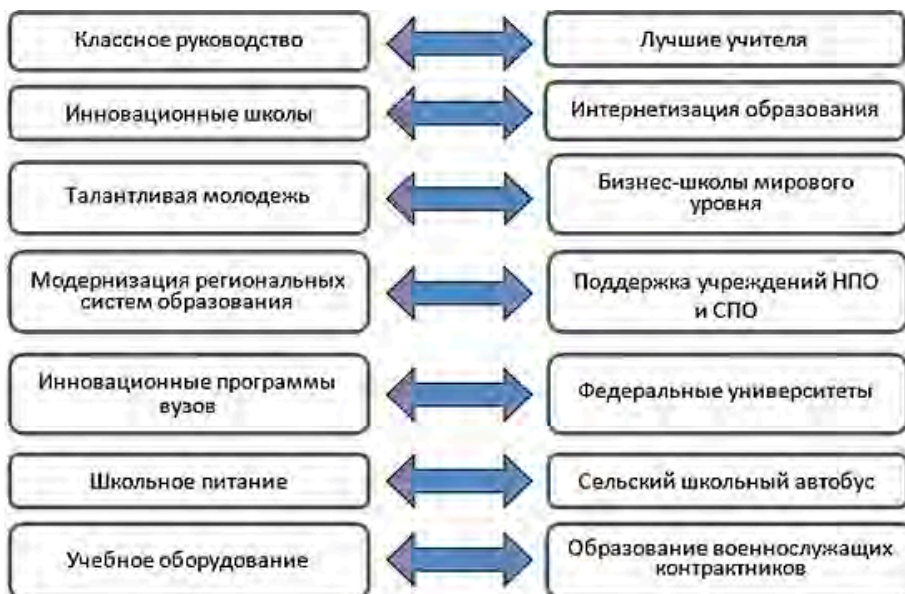 Классное руководство
Лучшие учителя
Инновационные школы
Интернетизация образования
Талантливая молодежь
Бизнес-школы мирового
уровня
Модернизация региональных
систем образования
Поддержка учреждений НПО
и СПО
Инновационные программы
вузов
Федеральные университеты
Школьное питание
Сельский школьный автобус
Учебное оборудование
Образование военнослужащих
контрактников